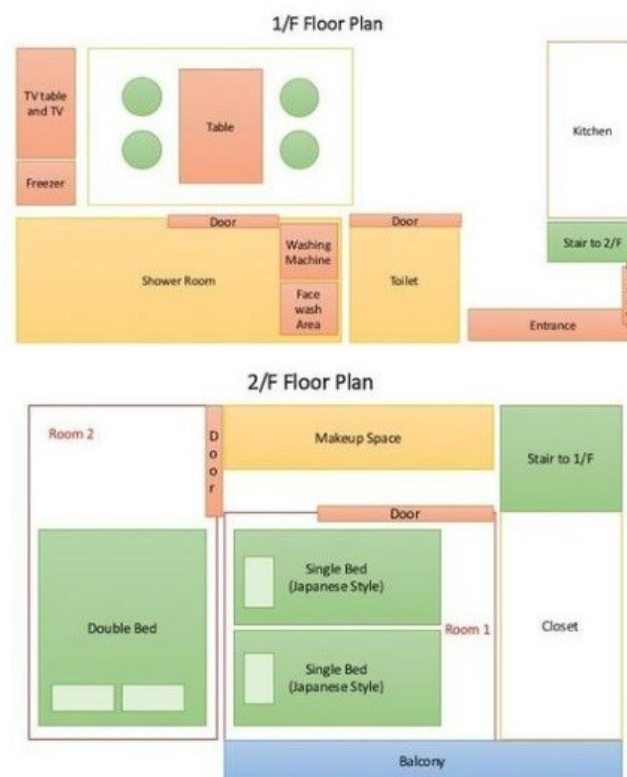 1/F Floor Plan
TV table
and TV
Table
Kitchen
Freezer
Door
Door
Washing
Machine
Stair to 2/F
Shower Room
Toilet
Face
wash
Area
Entrance
2/F Floor Plan
Room 2
D
o
o
r
Makeup Space
Stair to 1/F
Door
Single Bed
(Japanese Style)
Double Bed
Room 1
Closet
Single Bed
(Japanese Style)
Balcony